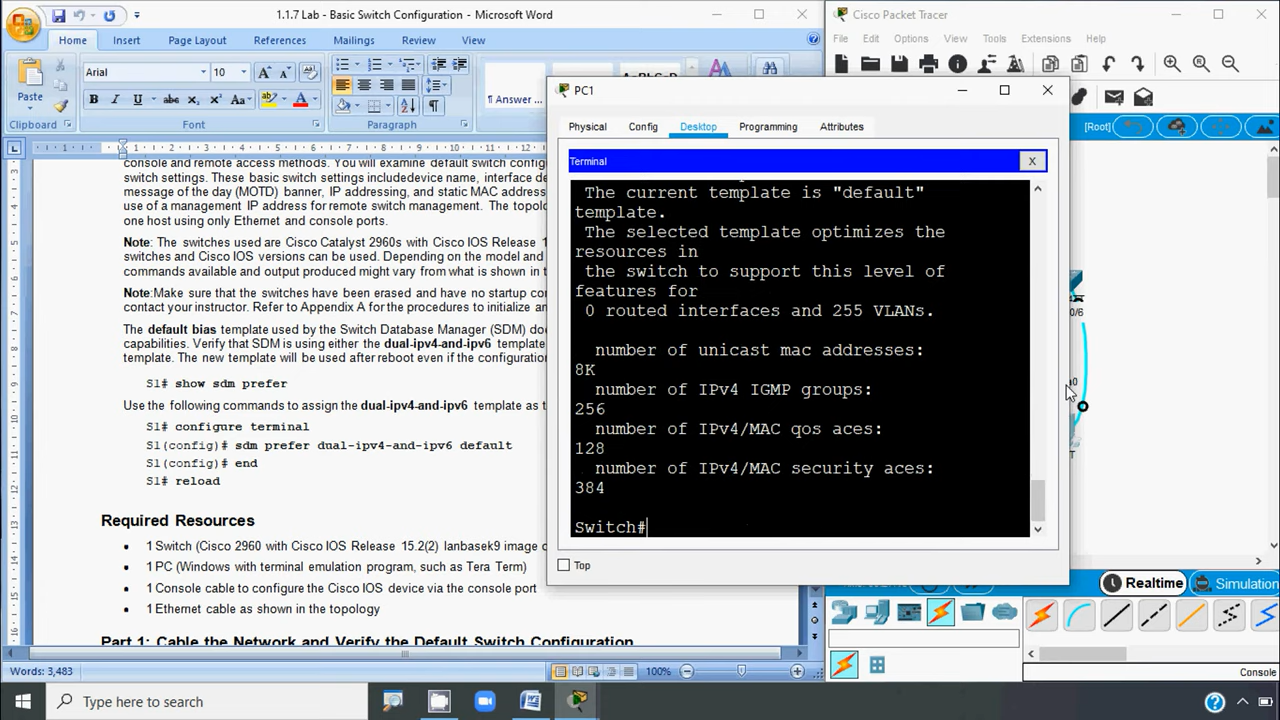 1.1.7 Lab - Basic Switch Configuration - Microsoft Word
Home Insert Page Layout References Mailings Review View
Paste
Arial 10
B I U abc x₂ x² Aa
¶ Answer ...
Clipboard Font Paragraph
console and remote access methods. You will examine default switch confi
switch settings. These basic switch settings includedevice name, interface de
message of the day (MOTD) banner, IP addressing, and static MAC address
use of a management IP address for remote switch management. The topolo
one host using only Ethernet and console ports.
Note: The switches used are Cisco Catalyst 2960s with Cisco IOS Release 1
switches and Cisco IOS versions can be used. Depending on the model and
commands available and output produced might vary from what is shown in t
Note:Make sure that the switches have been erased and have no startup con
contact your instructor. Refer to Appendix A for the procedures to initialize an
The default bias template used by the Switch Database Manager (SDM) doe
capabilities. Verify that SDM is using either the dual-ipv4-and-ipv6 template
template. The new template will be used after reboot even if the configuration
S1# show sdm prefer
Use the following commands to assign the dual-ipv4-and-ipv6 template as t
S1# configure terminal
S1(config)# sdm prefer dual-ipv4-and-ipv6 default
S1(config)# end
S1# reload
Required Resources
• 1 Switch (Cisco 2960 with Cisco IOS Release 15.2(2) lanbasek9 image c
• 1 PC (Windows with terminal emulation program, such as Tera Term)
• 1 Console cable to configure the Cisco IOS device via the console port
• 1 Ethernet cable as shown in the topology
Part 1: Cable the Network and Verify the Default Switch Configuration
Words: 3,483
100%
Cisco Packet Tracer
File Edit Options View Tools Extensions Help
[Root]
PC1
Physical Config Desktop Programming Attributes
Terminal
X
The current template is "default"
template.
The selected template optimizes the
resources in
the switch to support this level of
features for
0 routed interfaces and 255 VLANs.
number of unicast mac addresses:
8K
number of IPv4 IGMP groups:
256
number of IPv4/MAC qos aces:
128
number of IPv4/MAC security aces:
384
Switch#
Top
0/6
Realtime Simulation
Console
Type here to search